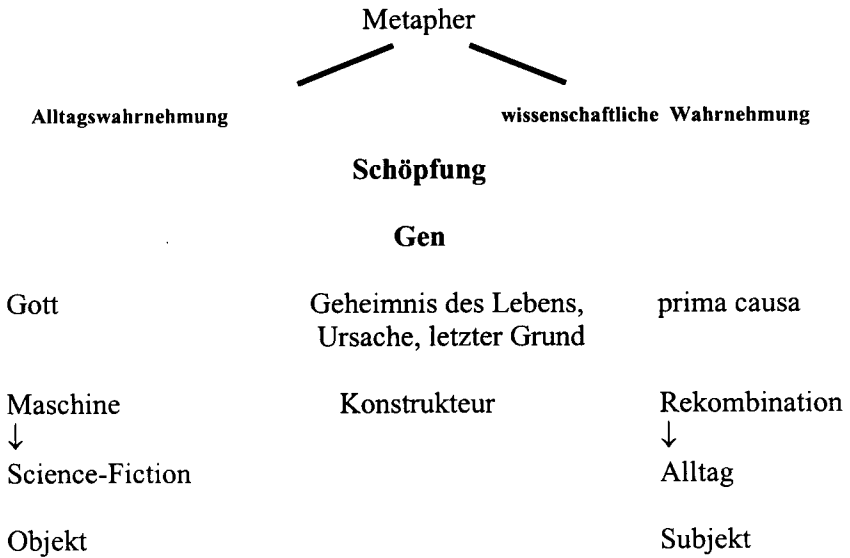 Metapher
Alltagswahrnehmung wissenschaftliche Wahrnehmung
Schöpfung
Gen
Gott Geheimnis des Lebens, prima causa
Ursache, letzter Grund
Maschine Konstrukteur Rekombination
↓ ↓
Science-Fiction Alltag
Objekt Subjekt